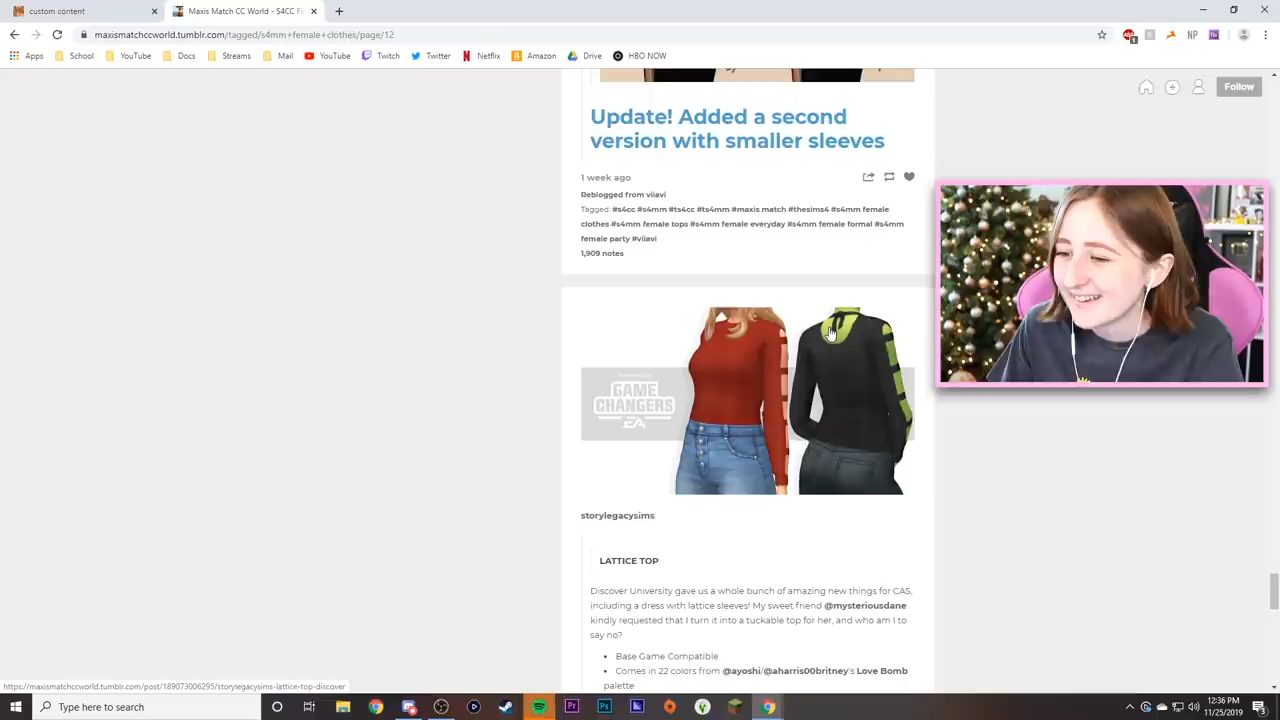 custom content
Maxis Match CC World - S4CC Fi
maxismatchccworld.tumblr.com/tagged/s4mm+female+clothes/page/12
Apps School YouTube Docs Streams Mail YouTube Twitch Twitter Netflix Amazon Drive HBO NOW
NP
Follow
Update! Added a second
version with smaller sleeves
1 week ago
Reblogged from viiavi
Tagged: #s4cc #s4mm #ts4cc #ts4mm #maxis match #thesims4 #s4mm female
clothes #s4mm female tops #s4mm female everyday #s4mm female formal #s4mm
female party #viiavi
1,909 notes
GAME
CHANGERS
EA
storylegacysims:
LATTICE TOP
Discover University gave us a whole bunch of amazing new things for CAS,
including a dress with lattice sleeves! My sweet friend @mysteriousdane
kindly requested that I turn it into a tuckable top for her, and who am I to
say no?
• Base Game Compatible
• Comes in 22 colors from @ayoshi/@aharris00britney's Love Bomb
palette
https://maxismatchccworld.tumblr.com/post/189073006295/storylegacysims-lattice-top-discover
Type here to search
12:36 PM
11/25/2019